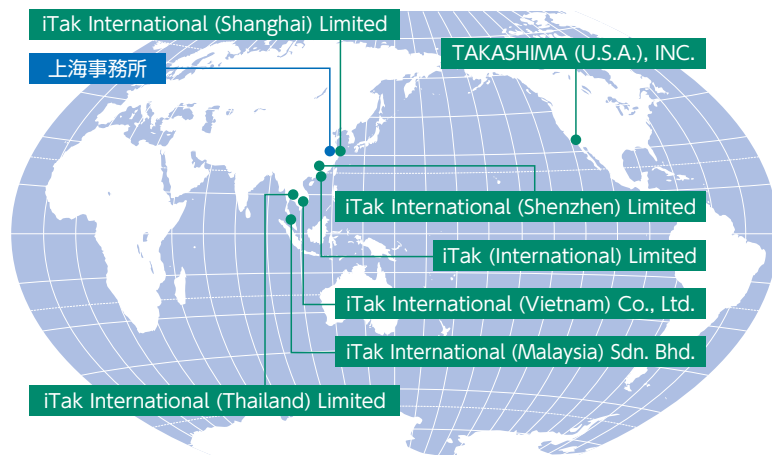 iTak International (Shanghai) Limited
上海事務所
TAKASHIMA (U.S.A.), INC.
iTak International (Shenzhen) Limited
iTak (International) Limited
iTak International (Vietnam) Co., Ltd.
iTak International (Malaysia) Sdn. Bhd.
iTak International (Thailand) Limited